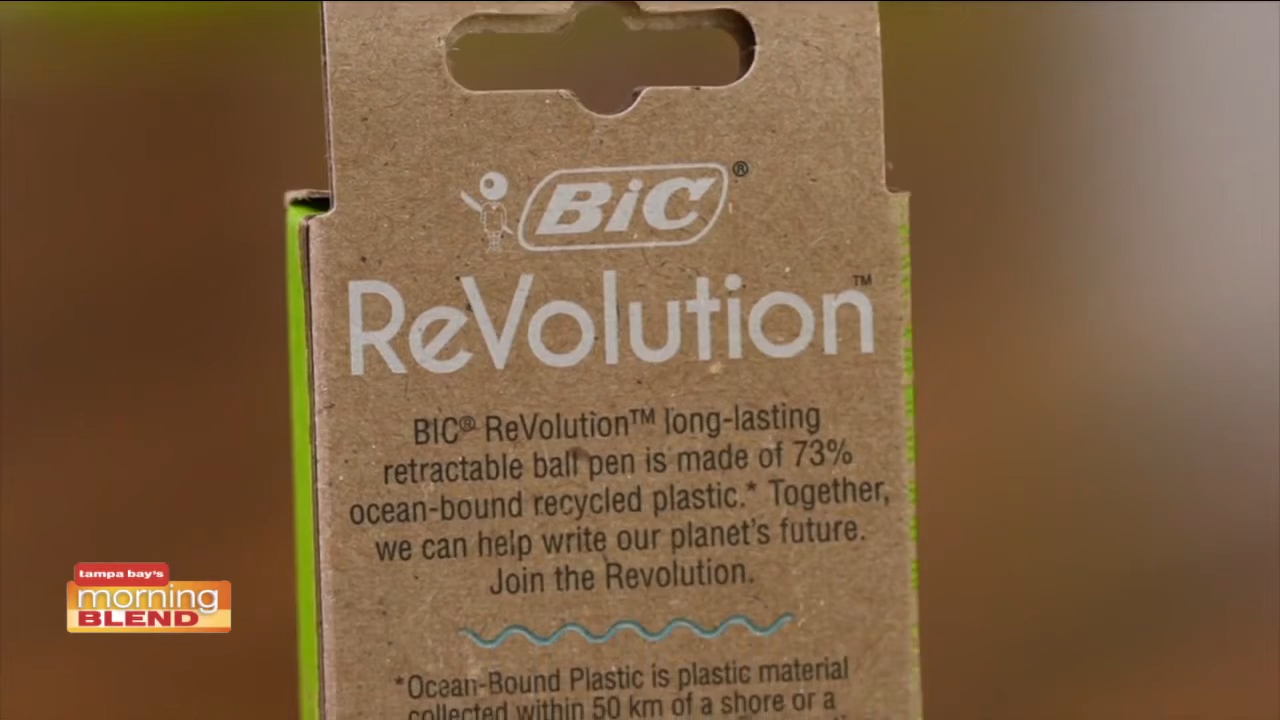 BiC®
ReVolution™
BIC® ReVolution™ long-lasting
retractable ball pen is made of 73%
ocean-bound recycled plastic.* Together,
we can help write our planet's future.
Join the Revolution.
*Ocean-Bound Plastic is plastic material
collected within 50 km of a shore or a
tampa bay's
morning
BLEND